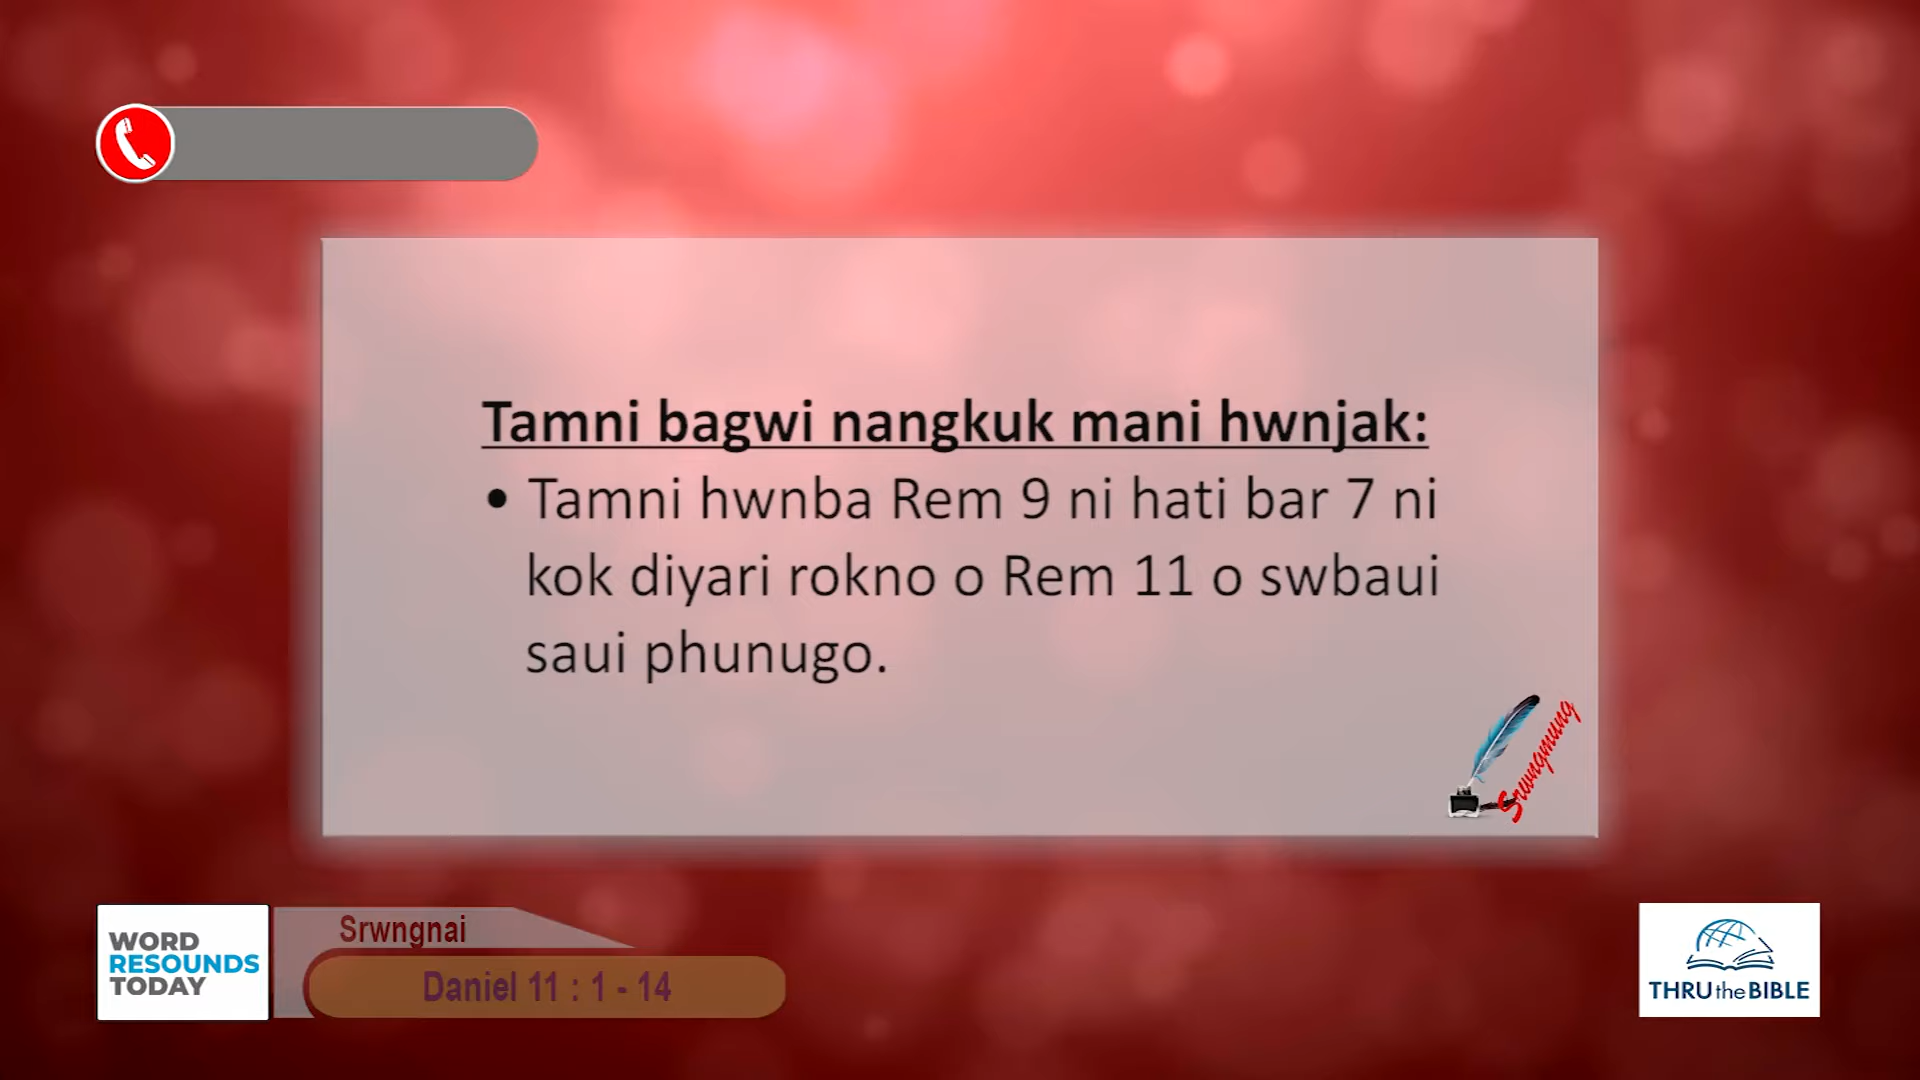 Tamni bagwi nangkuk mani hwnjak:
• Tamni hwnba Rem 9 ni hati bar 7 ni
kok diyari rokno o Rem 11 o swbaui
saui phunugo.
Srwngmung
WORD
RESOUNDS
TODAY
Srwngnai
Daniel 11 : 1 - 14
THRU the BIBLE